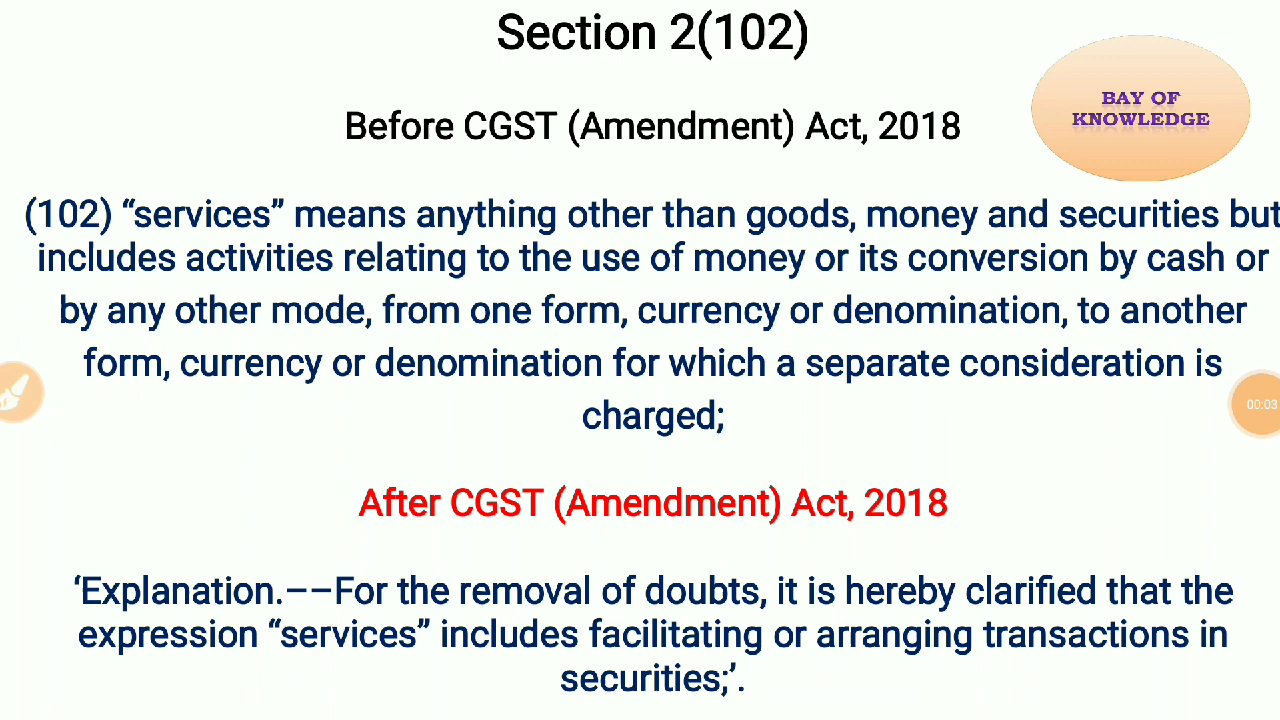 Section 2(102)
Before CGST (Amendment) Act, 2018
BAY OF
KNOWLEDGE
(102) “services” means anything other than goods, money and securities but
includes activities relating to the use of money or its conversion by cash or
by any other mode, from one form, currency or denomination, to another
form, currency or denomination for which a separate consideration is
charged;
00:03
After CGST (Amendment) Act, 2018
‘Explanation.––For the removal of doubts, it is hereby clarified that the
expression “services” includes facilitating or arranging transactions in
securities;’.